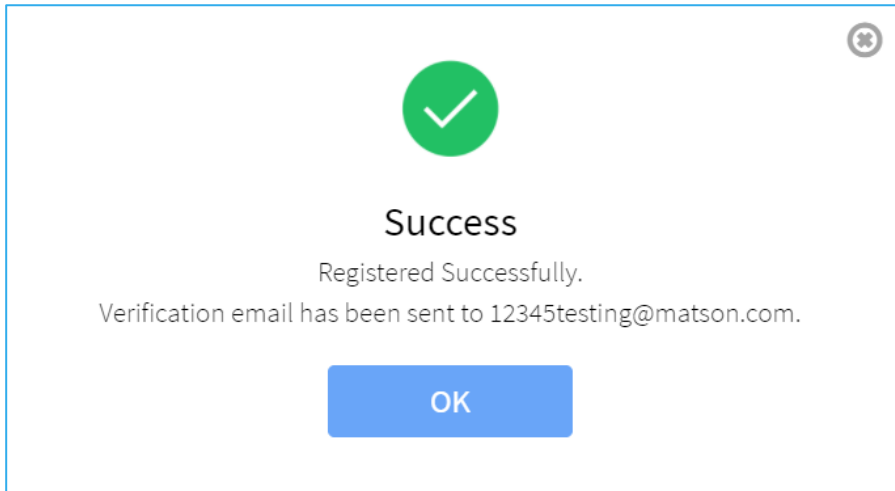 Success
Registered Successfully.
Verification email has been sent to 12345testing@matson.com.
OK